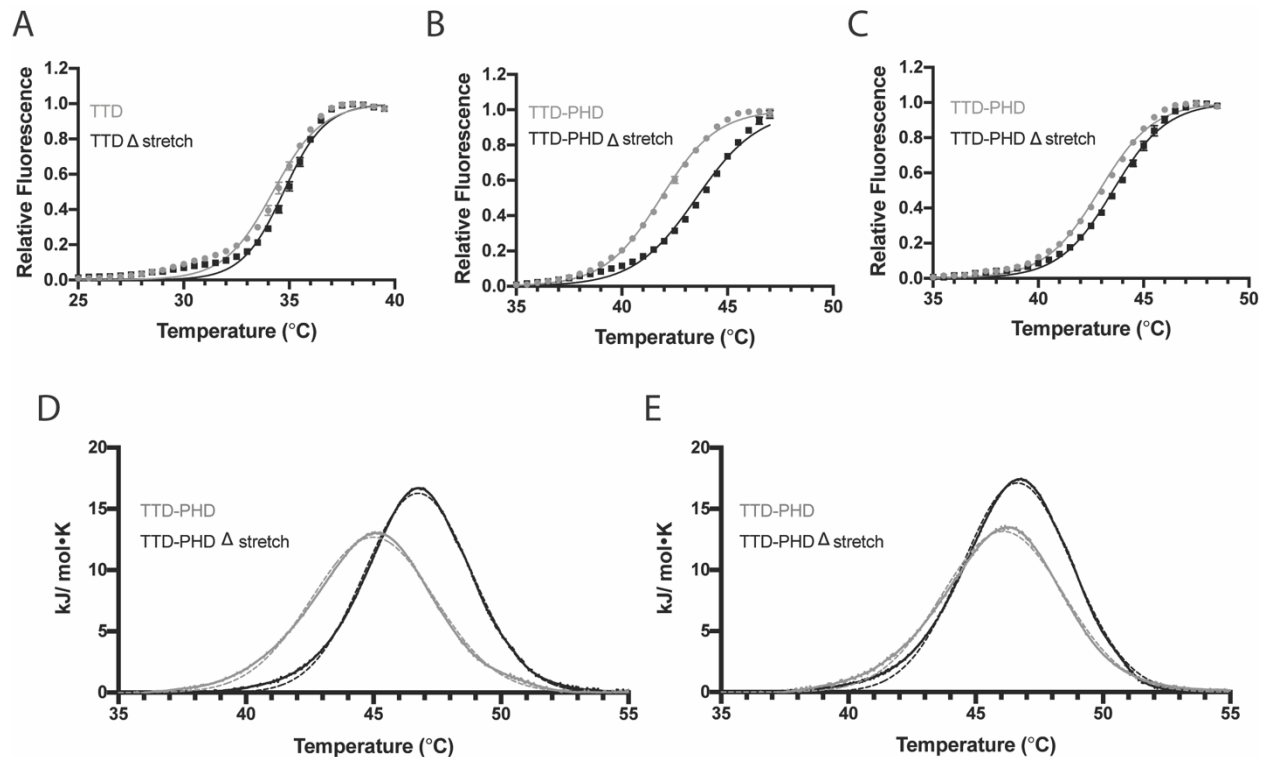 A
Relative Fluorescence
1.2
1.0
0.8
0.6
0.4
0.2
0.0
TTD
TTD Δ stretch
25
30
35
40
Temperature (°C)
B
Relative Fluorescence
1.2
1.0
0.8
0.6
0.4
0.2
0.0
TTD-PHD
TTD-PHD Δ stretch
35
40
45
50
Temperature (°C)
C
Relative Fluorescence
1.2
1.0
0.8
0.6
0.4
0.2
0.0
TTD-PHD
TTD-PHD Δ stretch
35
40
45
50
Temperature (°C)
D
kJ/ mol•K
20
15
10
5
0
TTD-PHD
TTD-PHD Δ stretch
35
40
45
50
55
Temperature (°C)
E
kJ/ mol•K
20
15
10
5
0
TTD-PHD
TTD-PHD Δ stretch
35
40
45
50
55
Temperature (°C)